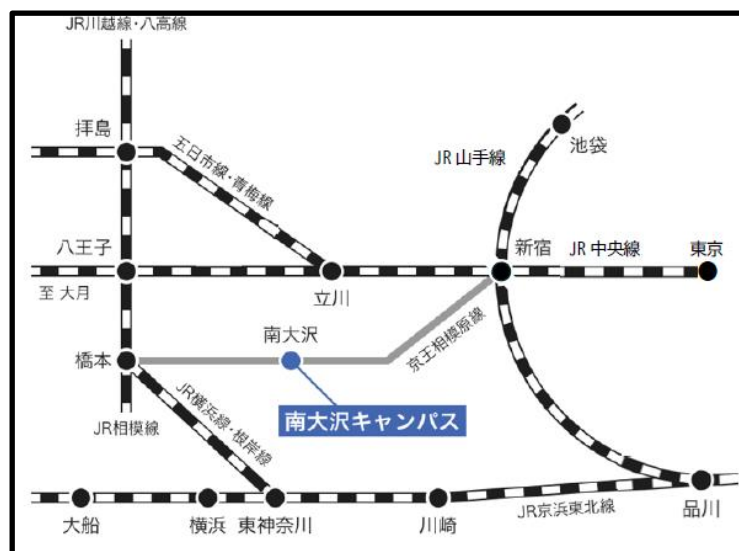 JR川越線・八高線
拝島
五日市線・青梅線
JR 山手線
池袋
八王子
新宿
JR 中央線
東京
至 大月
立川
南大沢
京王相模原線
橋本
南大沢キャンパス
JR相模線
JR横浜線・根岸線
大船
横浜
東神奈川
川崎
JR京浜東北線
品川